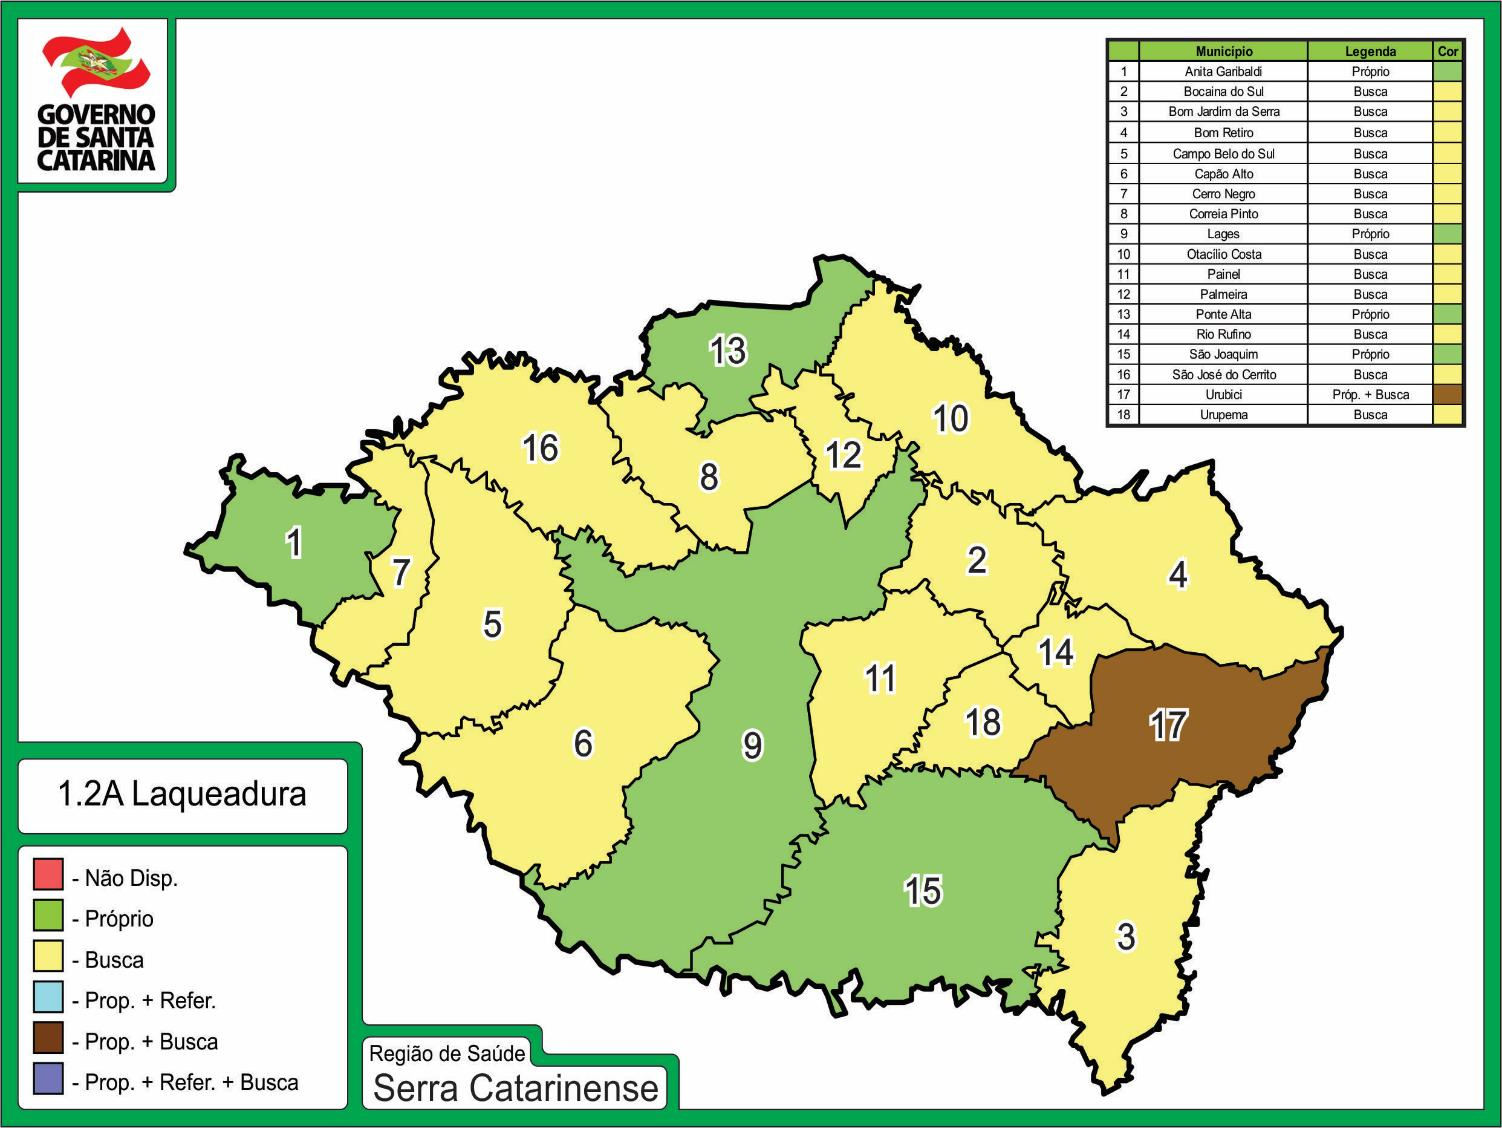 GOVERNO
DE SANTA
CATARINA
Municipio Legenda Cor
1 Anita Garibaldi Próprio
2 Bocaina do Sul Busca
3 Bom Jardim da Serra Busca
4 Bom Retiro Busca
5 Campo Belo do Sul Busca
6 Capão Alto Busca
7 Cerro Negro Busca
8 Correia Pinto Busca
9 Lages Próprio
10 Otacílio Costa Busca
11 Painel Busca
12 Palmeira Busca
13 Ponte Alta Próprio
14 Rio Rufino Busca
15 São Joaquim Próprio
16 São José do Cerrito Busca
17 Urubici Próp. + Busca
18 Urupema Busca
13
10
16
12
8
1
2
7
4
5
14
11
18
17
6
9
15
3
1.2A Laqueadura
- Não Disp.
- Próprio
- Busca
- Prop. + Refer.
- Prop. + Busca
- Prop. + Refer. + Busca
Região de Saúde
Serra Catarinense